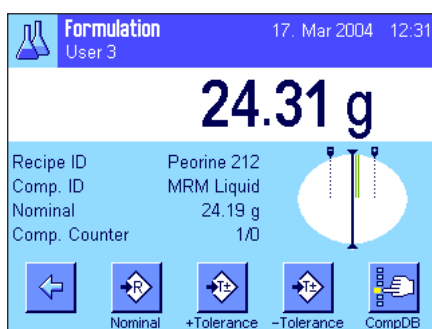 Formulation 17. Mar 2004 12:31
User 3
24.31 g
Recipe ID Peorine 212
Comp. ID MRM Liquid
Nominal 24.19 g
Comp. Counter 1/0
R T± T±
Nominal +Tolerance -Tolerance CompDB